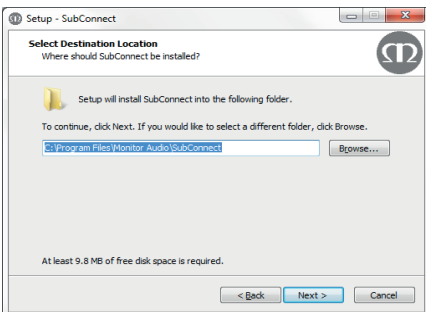 Setup - SubConnect
Select Destination Location
Where should SubConnect be installed?
Setup will install SubConnect into the following folder.
To continue, click Next. If you would like to select a different folder, click Browse.
C:\Program Files\Monitor Audio\SubConnect
Browse...
At least 9.8 MB of free disk space is required.
< Back Next > Cancel